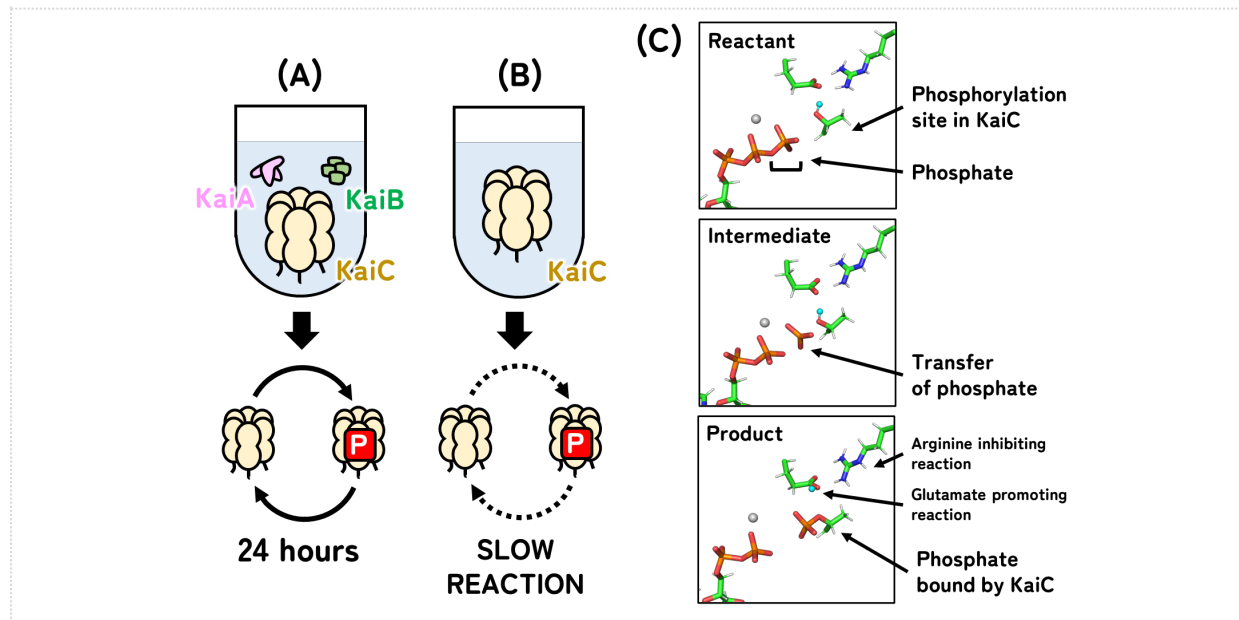 (A)
KaiA
KaiB
KaiC
P
24 hours
(B)
KaiC
P
SLOW
REACTION
(C)
Reactant
Phosphorylation
site in KaiC
Phosphate
Intermediate
Transfer
of phosphate
Product
Arginine inhibiting
reaction
Glutamate promoting
reaction
Phosphate
bound by KaiC